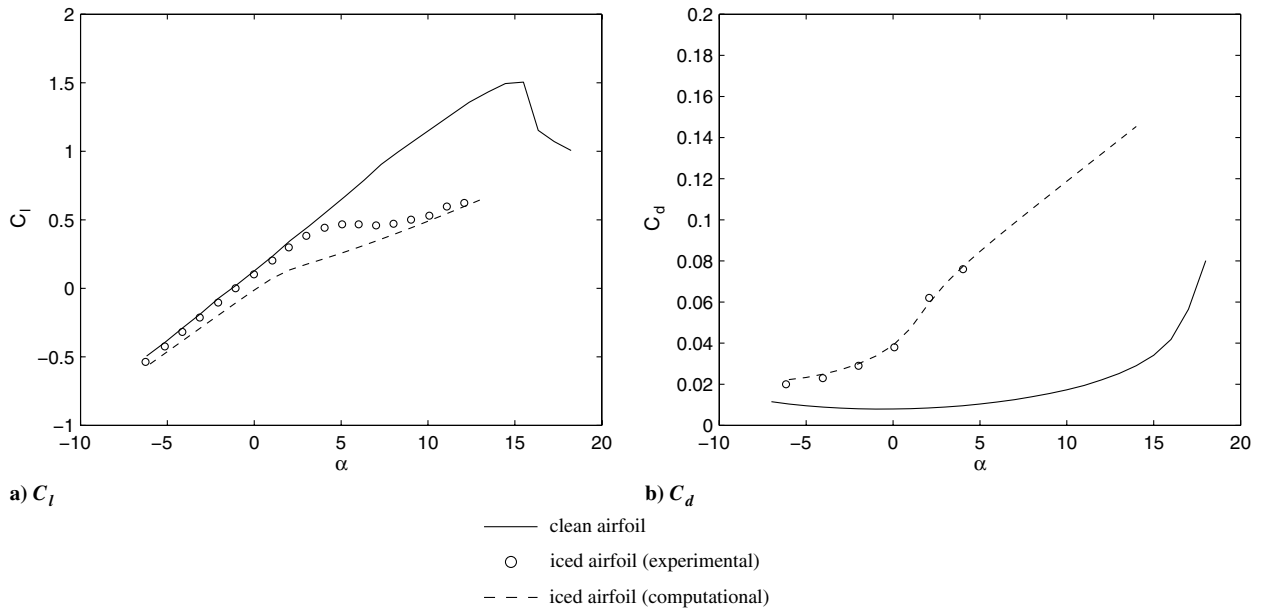 2
1.5
1
0.5
0
−0.5
−1
C_l
−10 −5 0 5 10 15 20
α
a) C_l
0.2
0.18
0.16
0.14
0.12
0.1
0.08
0.06
0.04
0.02
0
C_d
−10 −5 0 5 10 15 20
α
b) C_d
clean airfoil
iced airfoil (experimental)
iced airfoil (computational)